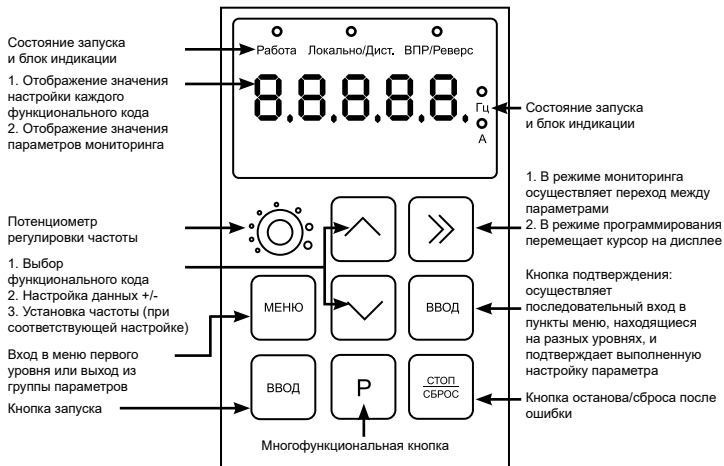 Состояние запуска
и блок индикации
1. Отображение значения
настройки каждого
функционального кода
2. Отображение значения
параметров мониторинга
Потенциометр
регулировки частоты
1. Выбор
функционального кода
2. Настройка данных +/-
3. Установка частоты (при
соответствующей настройке)
Вход в меню первого
уровня или выход из
группы параметров
Кнопка запуска
Работа Локально/Дист. ВПР/Реверс
8.8.8.8.8.
Гц
А
МЕНЮ
ВВОД
ВВОД
P
СТОП
СБРОС
Многофункциональная кнопка
Состояние запуска
и блок индикации
1. В режиме мониторинга
осуществляет переход между
параметрами
2. В режиме программирования
перемещает курсор на дисплее
Кнопка подтверждения:
осуществляет
последовательный вход в
пункты меню, находящиеся
на разных уровнях, и
подтверждает выполненную
настройку параметра
Кнопка останова/сброса после
ошибки